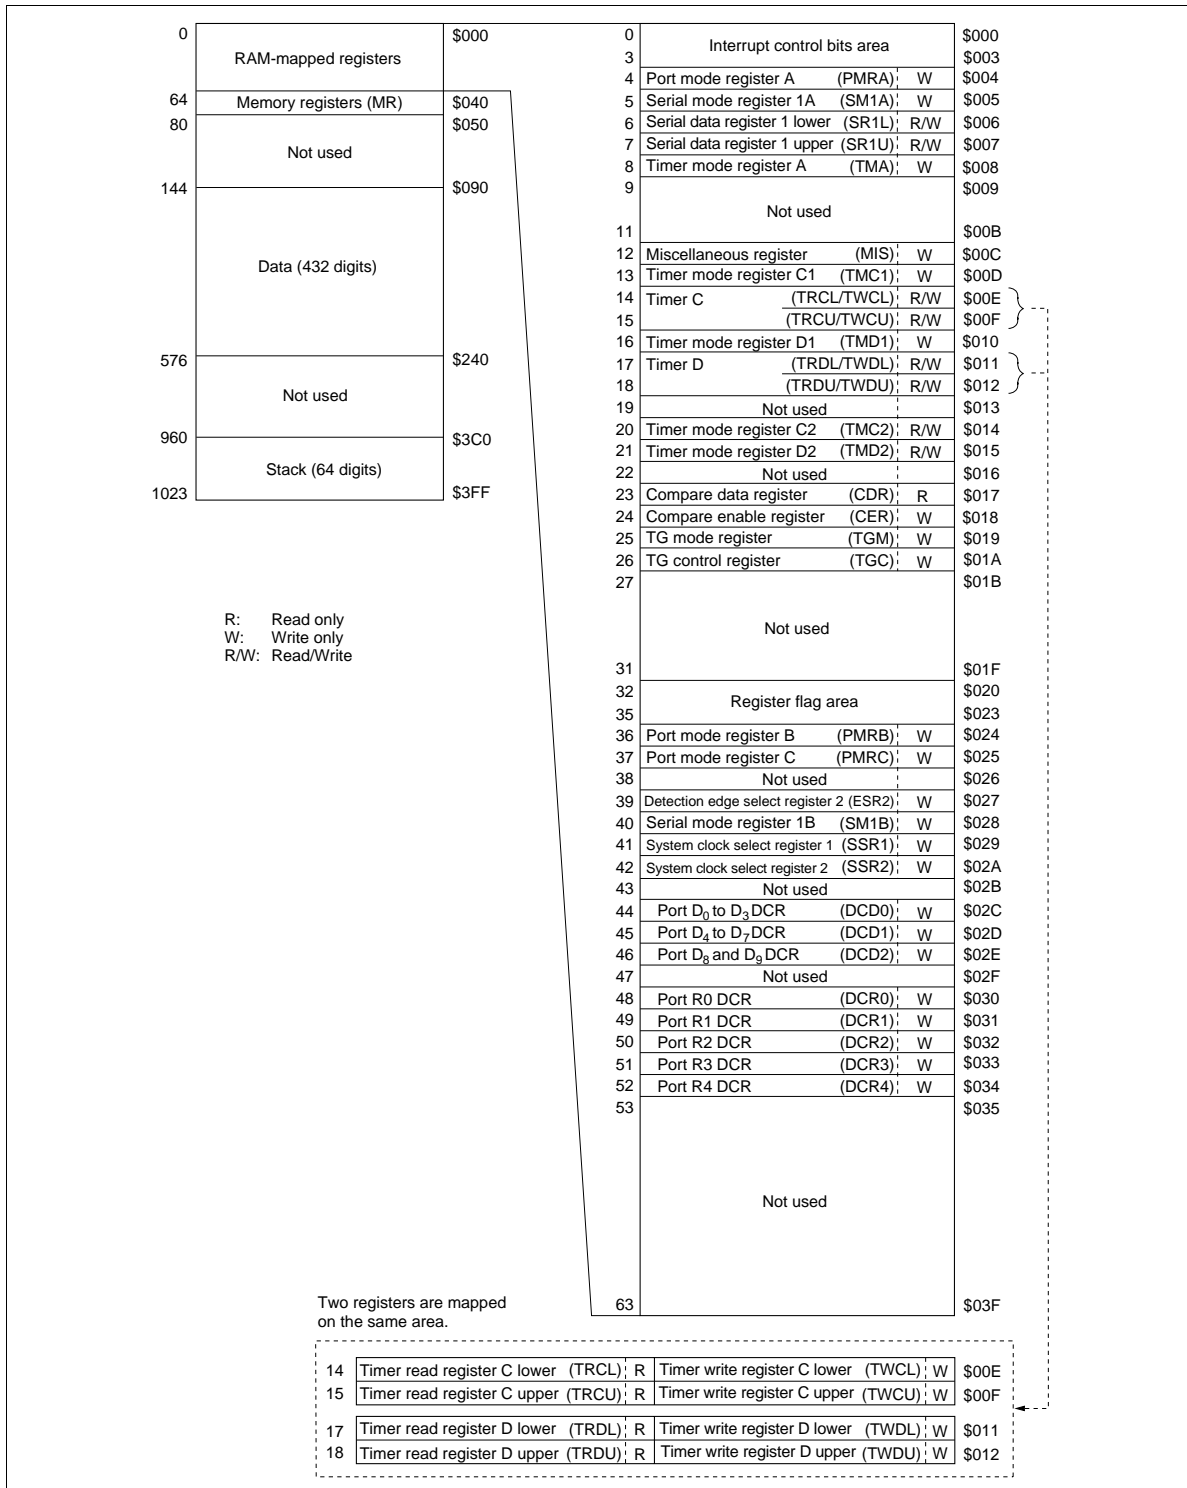 0 $000
RAM-mapped registers
64 Memory registers (MR) $040
80 $050
Not used
144 $090
Data (432 digits)
576 $240
Not used
960 $3C0
Stack (64 digits)
1023 $3FF
R: Read only
W: Write only
R/W: Read/Write
0 $000
Interrupt control bits area
3 $003
4 Port mode register A (PMRA) W $004
5 Serial mode register 1A (SM1A) W $005
6 Serial data register 1 lower (SR1L) R/W $006
7 Serial data register 1 upper (SR1U) R/W $007
8 Timer mode register A (TMA) W $008
9 $009
Not used
11 $00B
12 Miscellaneous register (MIS) W $00C
13 Timer mode register C1 (TMC1) W $00D
14 Timer C (TRCL/TWCL) R/W $00E
15 (TRCU/TWCU) R/W $00F
16 Timer mode register D1 (TMD1) W $010
17 Timer D (TRDL/TWDL) R/W $011
18 (TRDU/TWDU) R/W $012
19 Not used $013
20 Timer mode register C2 (TMC2) R/W $014
21 Timer mode register D2 (TMD2) R/W $015
22 Not used $016
23 Compare data register (CDR) R $017
24 Compare enable register (CER) W $018
25 TG mode register (TGM) W $019
26 TG control register (TGC) W $01A
27 $01B
Not used
31 $01F
32 $020
Register flag area
35 $023
36 Port mode register B (PMRB) W $024
37 Port mode register C (PMRC) W $025
38 Not used $026
39 Detection edge select register 2 (ESR2) W $027
40 Serial mode register 1B (SM1B) W $028
41 System clock select register 1 (SSR1) W $029
42 System clock select register 2 (SSR2) W $02A
43 Not used $02B
44 Port D0 to D3 DCR (DCD0) W $02C
45 Port D4 to D7 DCR (DCD1) W $02D
46 Port D8 and D9 DCR (DCD2) W $02E
47 Not used $02F
48 Port R0 DCR (DCR0) W $030
49 Port R1 DCR (DCR1) W $031
50 Port R2 DCR (DCR2) W $032
51 Port R3 DCR (DCR3) W $033
52 Port R4 DCR (DCR4) W $034
53 $035
Not used
63 $03F
Two registers are mapped
on the same area.
14 Timer read register C lower (TRCL) R Timer write register C lower (TWCL) W $00E
15 Timer read register C upper (TRCU) R Timer write register C upper (TWCU) W $00F
17 Timer read register D lower (TRDL) R Timer write register D lower (TWDL) W $011
18 Timer read register D upper (TRDU) R Timer write register D upper (TWDU) W $012